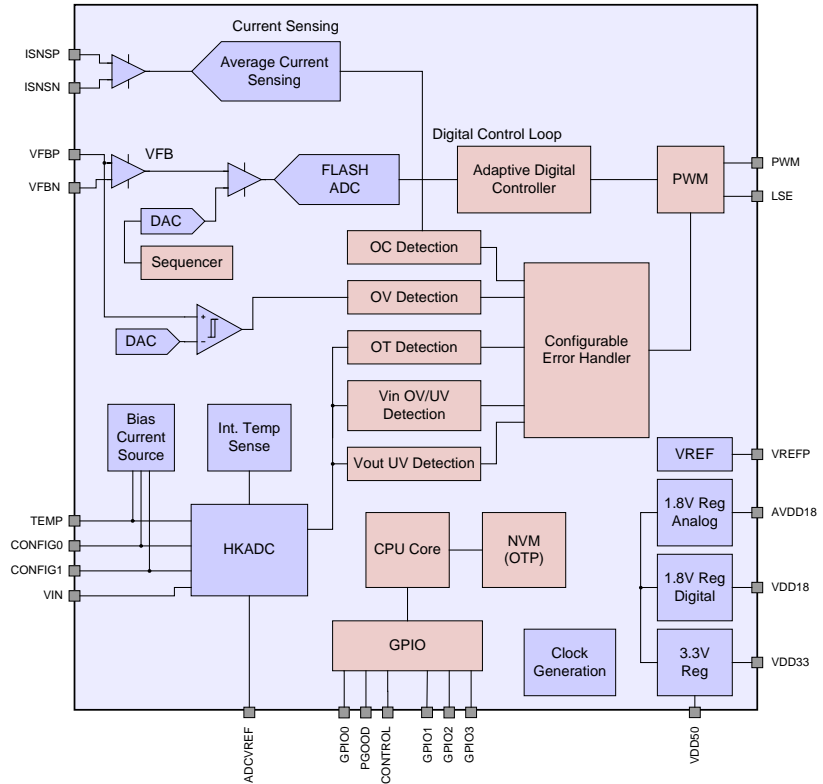 Current Sensing
ISNSP
ISNSN
Average Current
Sensing
Digital Control Loop
VFBP
VFBN
VFB
FLASH
ADC
Adaptive Digital
Controller
PWM
PWM
LSE
DAC
Sequencer
OC Detection
OV Detection
+
−
DAC
OT Detection
Configurable
Error Handler
Vin OV/UV
Detection
Vout UV Detection
Bias
Current
Source
Int. Temp
Sense
VREF
VREFP
TEMP
CONFIG0
CONFIG1
VIN
HKADC
CPU Core
NVM
(OTP)
1.8V Reg
Analog
AVDD18
1.8V Reg
Digital
VDD18
GPIO
Clock
Generation
3.3V
Reg
VDD33
ADCVREF
GPIO0
PGOOD
CONTROL
GPIO1
GPIO2
GPIO3
VDD50